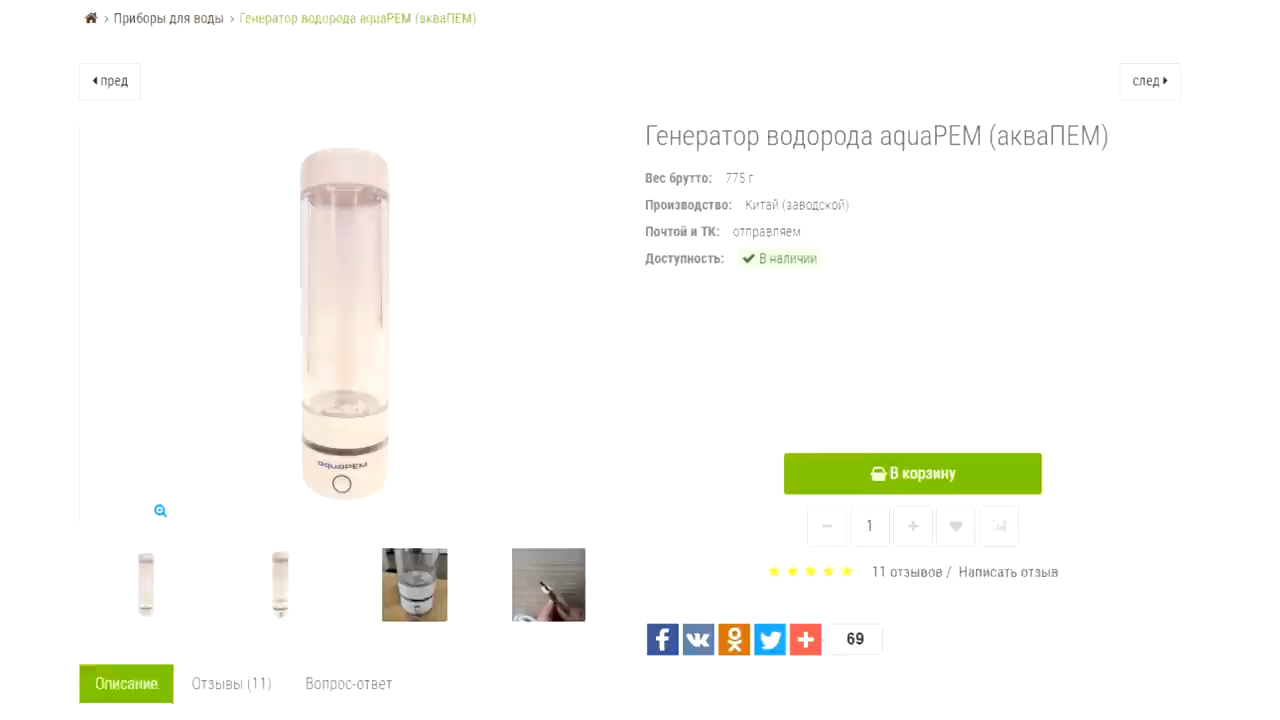 Приборы для воды > Генератор водорода aquaPEM (акваПЕМ)
пред
след
Генератор водорода aquaPEM (акваПЕМ)
Вес брутто: 775 г
Производство: Китай (заводской)
Почтой и ТК: отправляем
Доступность: В наличии
aquaPEM
В корзину
1
11 отзывов / Написать отзыв
69
Описание Отзывы (11) Вопрос-ответ